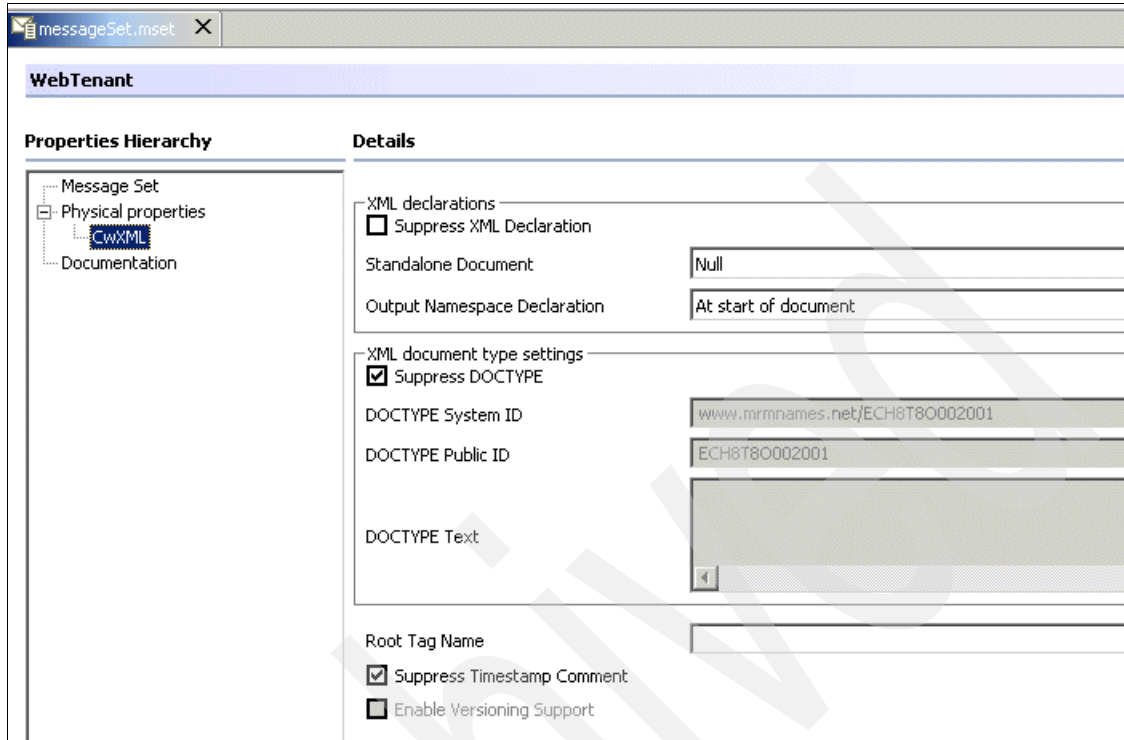 messageSet.mset X
WebTenant
Properties Hierarchy
Details
Message Set
Physical properties
CwXML
Documentation
XML declarations
Suppress XML Declaration
Standalone Document
Null
Output Namespace Declaration
At start of document
XML document type settings
Suppress DOCTYPE
DOCTYPE System ID
www.mrmnames.net/ECH8T8O002001
DOCTYPE Public ID
ECH8T8O002001
DOCTYPE Text
Root Tag Name
Suppress Timestamp Comment
Enable Versioning Support
hived